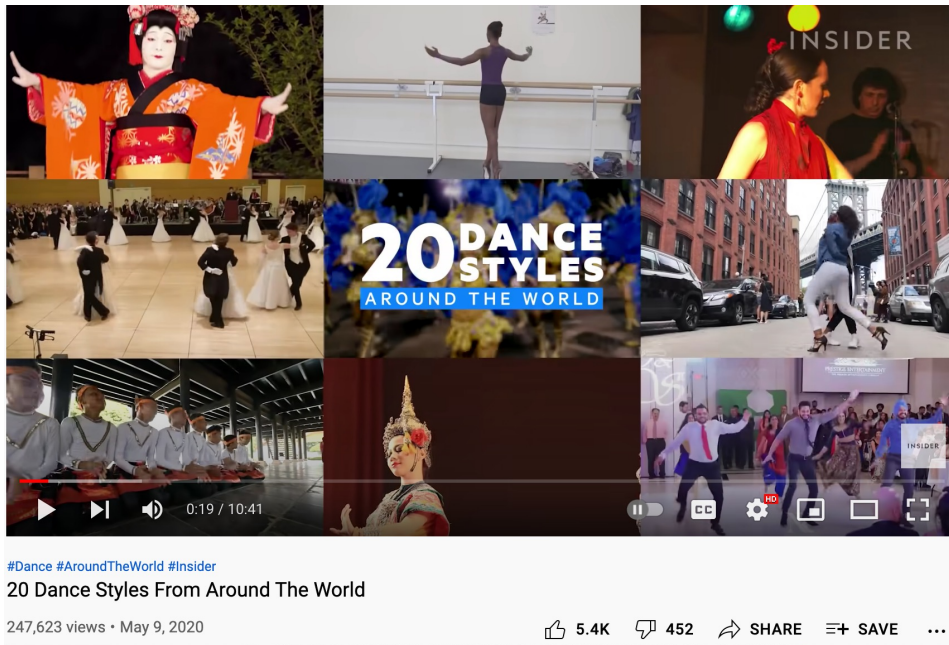 INSIDER
20 DANCE
STYLES
AROUND THE WORLD
INSIDER
0:19 / 10:41
CC
HD
#Dance #AroundTheWorld #Insider
20 Dance Styles From Around The World
247,623 views • May 9, 2020
5.4K
452
SHARE
SAVE